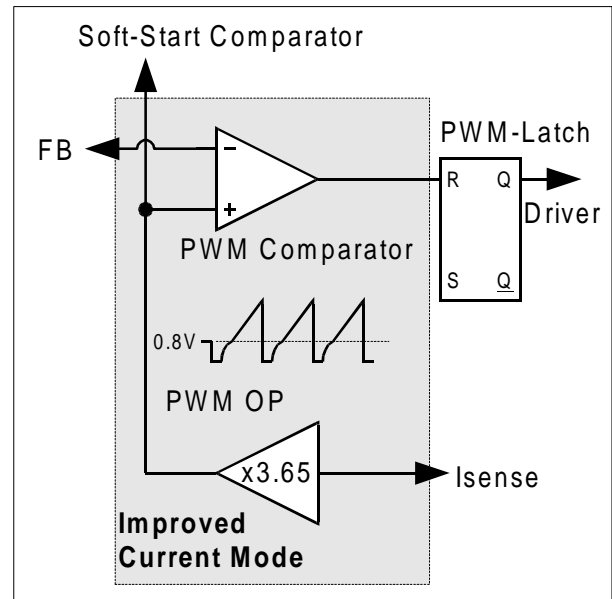 Soft-Start Comparator
FB
PWM-Latch
−
+
R Q
Driver
PWM Comparator
S Q
0.8V
PWM OP
x3.65
Isense
Improved
Current Mode